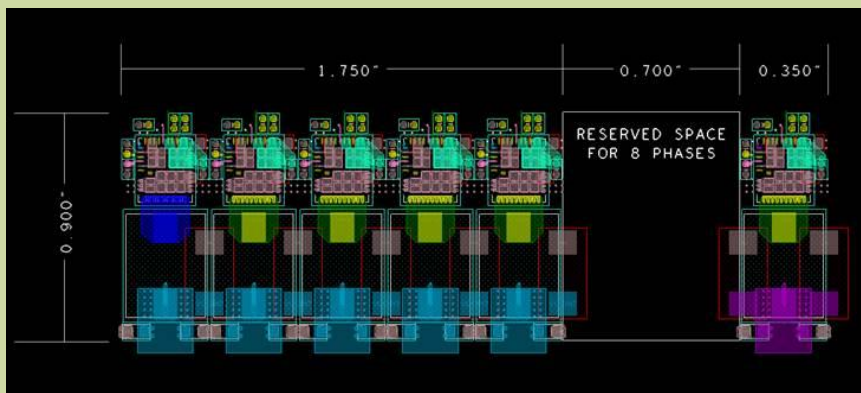 1.750"
0.700"
0.350"
RESERVED SPACE
FOR 8 PHASES
0.900"